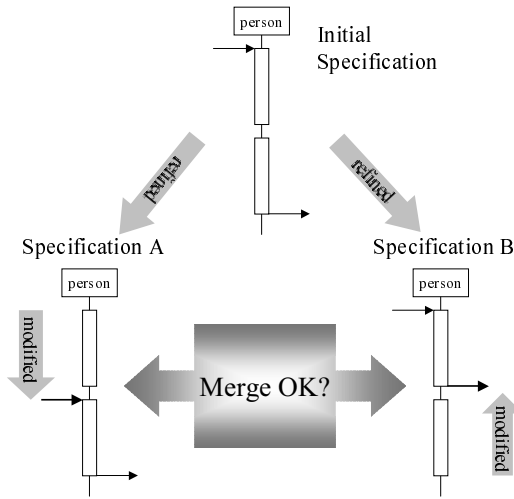 person
Initial
Specification
refined
refined
Specification A
Specification B
person
person
modified
Merge OK?
modified